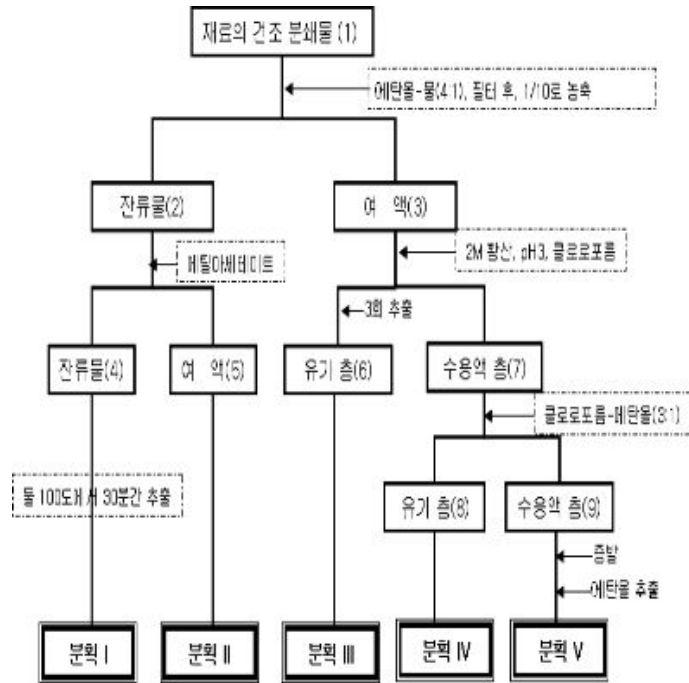 재료의 건조 분쇄물 (1)
에탄올-물(4:1), 필터 후, 1/10로 농축
잔류물(2)
여 액(3)
2M 황산, pH3, 클로로포름
에틸아세테이트
3회 추출
잔류물(4)
여 액(5)
유기 층(6)
수용액 층(7)
클로로포름-메탄올(3:1)
물 100도에서 30분간 추출
유기 층(8)
수용액 층(9)
증발
에탄올 추출
분획 I
분획 II
분획 III
분획 IV
분획 V